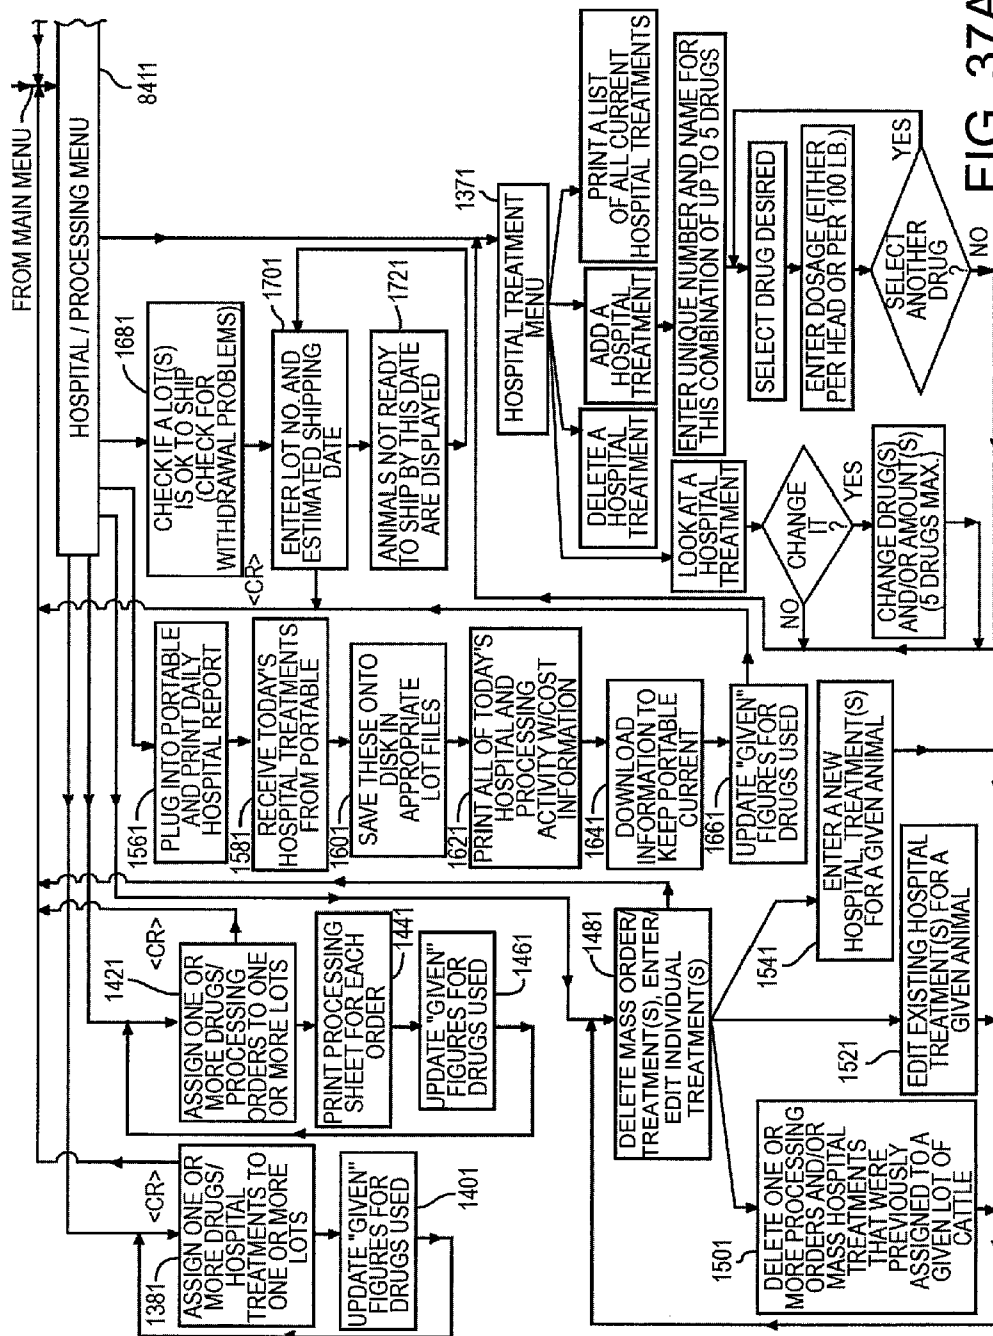 FROM MAIN MENU
HOSPITAL / PROCESSING MENU
8411
1381
<CR>
ASSIGN ONE OR
MORE DRUGS/
HOSPITAL
TREATMENTS TO
ONE OR MORE
LOTS
UPDATE "GIVEN"
FIGURES FOR
DRUGS USED
1401
1421
<CR>
ASSIGN ONE OR
MORE DRUGS/
PROCESSING
ORDERS TO ONE
OR MORE LOTS
PRINT PROCESSING
SHEET FOR EACH
ORDER
1441
UPDATE "GIVEN"
FIGURES FOR
DRUGS USED
1461
1561
PLUG INTO PORTABLE
AND PRINT DAILY
HOSPITAL REPORT
1581
RECEIVE TODAY'S
HOSPITAL TREATMENTS
FROM PORTABLE
1601
SAVE THESE ONTO
DISK IN
APPROPRIATE
LOT FILES
1621
PRINT ALL OF TODAY'S
HOSPITAL AND
PROCESSING
ACTIVITY W/COST
INFORMATION
1641
DOWNLOAD
INFORMATION TO
KEEP PORTABLE
CURRENT
1661
UPDATE "GIVEN"
FIGURES FOR
DRUGS USED
1681
CHECK IF A LOT(S)
IS OK TO SHIP
(CHECK FOR
WITHDRAWAL PROBLEMS)
<CR>
1701
ENTER LOT NO. AND
ESTIMATED SHIPPING
DATE
1721
ANIMALS NOT READY
TO SHIP BY THIS DATE
ARE DISPLAYED
1481
DELETE MASS ORDER/
TREATMENT(S), ENTER/
EDIT INDIVIDUAL
TREATMENT(S)
1501
DELETE ONE OR
MORE PROCESSING
ORDERS AND/OR
MASS HOSPITAL
TREATMENTS
THAT WERE
PREVIOUSLY
ASSIGNED TO A
GIVEN LOT OF
CATTLE
1521
EDIT EXISTING HOSPITAL
TREATMENT(S) FOR A
GIVEN ANIMAL
1541
ENTER A NEW
HOSPITAL TREATMENT(S)
FOR A GIVEN ANIMAL
1371
HOSPITAL TREATMENT
MENU
LOOK AT A
HOSPITAL
TREATMENT
DELETE A
HOSPITAL
TREATMENT
ADD A
HOSPITAL
TREATMENT
PRINT A LIST
OF ALL CURRENT
HOSPITAL TREATMENTS
CHANGE
IT
?
NO
YES
CHANGE DRUG(S)
AND/OR AMOUNT(S)
(5 DRUGS MAX.)
ENTER UNIQUE NUMBER AND NAME FOR
THIS COMBINATION OF UP TO 5 DRUGS
SELECT DRUG DESIRED
ENTER DOSAGE (EITHER
PER HEAD OR PER 100 LB.)
SELECT
ANOTHER
DRUG
?
YES
NO
FIG. 37A